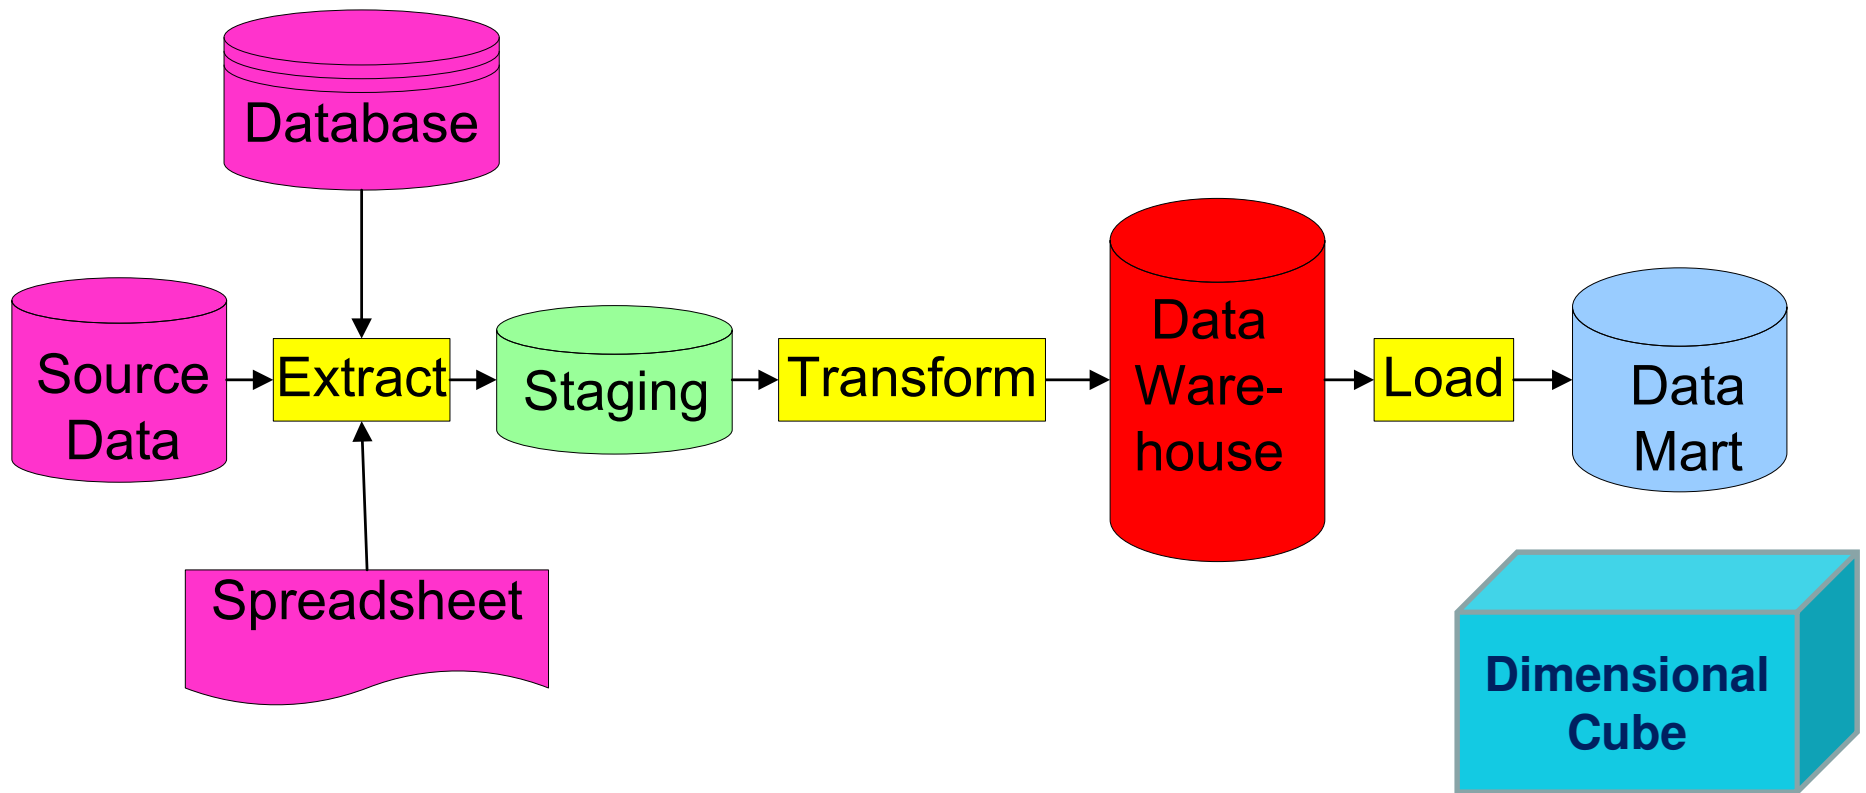 Database
Source
Data
Extract
Staging
Transform
Data
Ware-
house
Load
Data
Mart
Spreadsheet
Dimensional
Cube